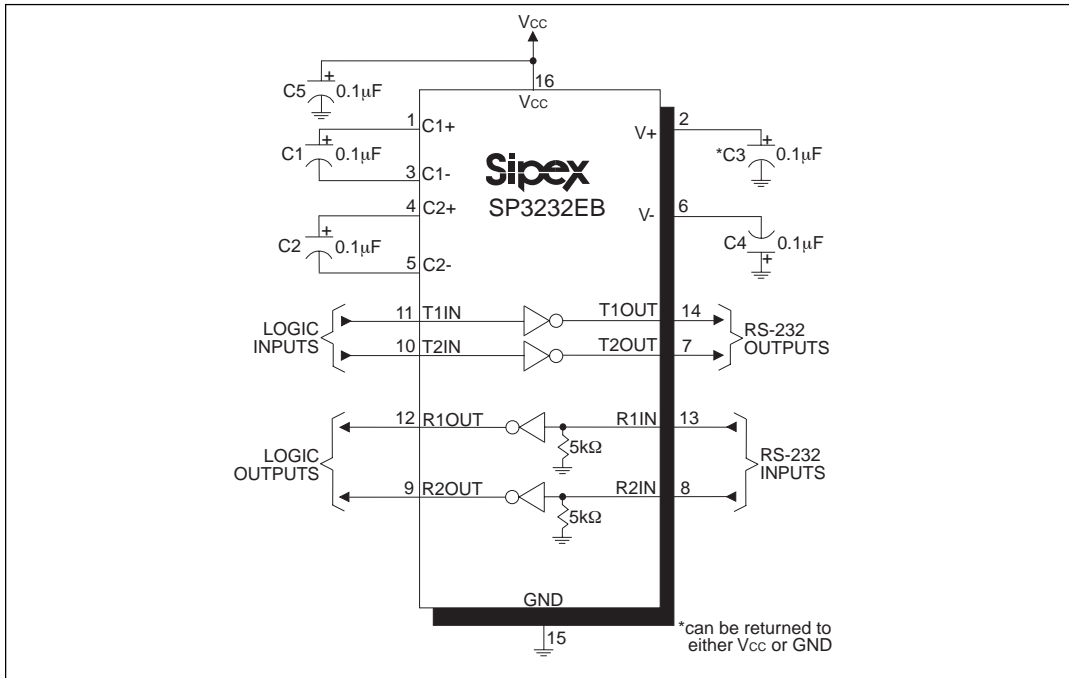 VCC
C5 + 0.1μF
16
VCC
1 C1+
C1 + 0.1μF
3 C1-
4 C2+
C2 + 0.1μF
5 C2-
Sipex
SP3232EB
V+ 2
*C3 + 0.1μF
V- 6
C4 0.1μF +
LOGIC
INPUTS
11 T1IN T1OUT 14
10 T2IN T2OUT 7
RS-232
OUTPUTS
LOGIC
OUTPUTS
12 R1OUT R1IN 13
5kΩ
9 R2OUT R2IN 8
5kΩ
RS-232
INPUTS
GND
15
*can be returned to
either VCC or GND